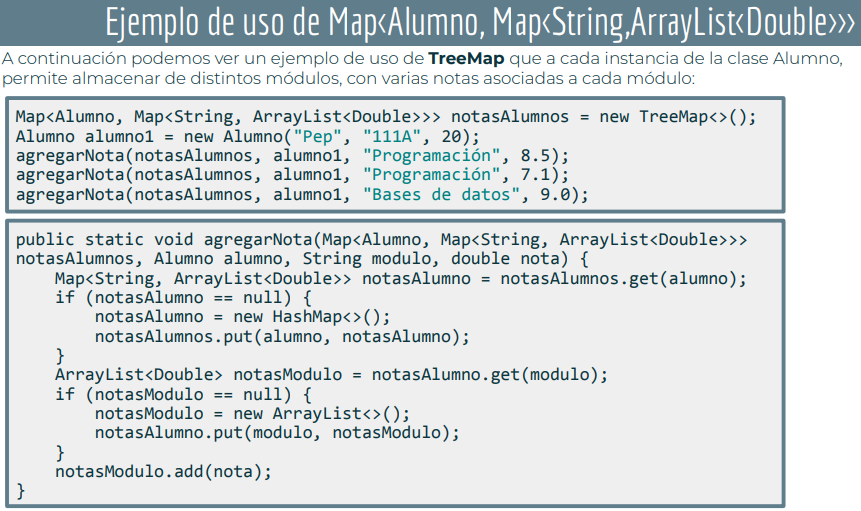 Ejemplo de uso de Map<Alumno, Map<String,ArrayList<Double>>>
A continuación podemos ver un ejemplo de uso de TreeMap que a cada instancia de la clase Alumno,
permite almacenar de distintos módulos, con varias notas asociadas a cada módulo:
Map<Alumno, Map<String, ArrayList<Double>>> notasAlumnos = new TreeMap<>();
Alumno alumno1 = new Alumno("Pep", "111A", 20);
agregarNota(notasAlumnos, alumno1, "Programación", 8.5);
agregarNota(notasAlumnos, alumno1, "Programación", 7.1);
agregarNota(notasAlumnos, alumno1, "Bases de datos", 9.0);
public static void agregarNota(Map<Alumno, Map<String, ArrayList<Double>>>
notasAlumnos, Alumno alumno, String modulo, double nota) {
    Map<String, ArrayList<Double>> notasAlumno = notasAlumnos.get(alumno);
    if (notasAlumno == null) {
        notasAlumno = new HashMap<>();
        notasAlumnos.put(alumno, notasAlumno);
    }
    ArrayList<Double> notasModulo = notasAlumno.get(modulo);
    if (notasModulo == null) {
        notasModulo = new ArrayList<>();
        notasAlumno.put(modulo, notasModulo);
    }
    notasModulo.add(nota);
}